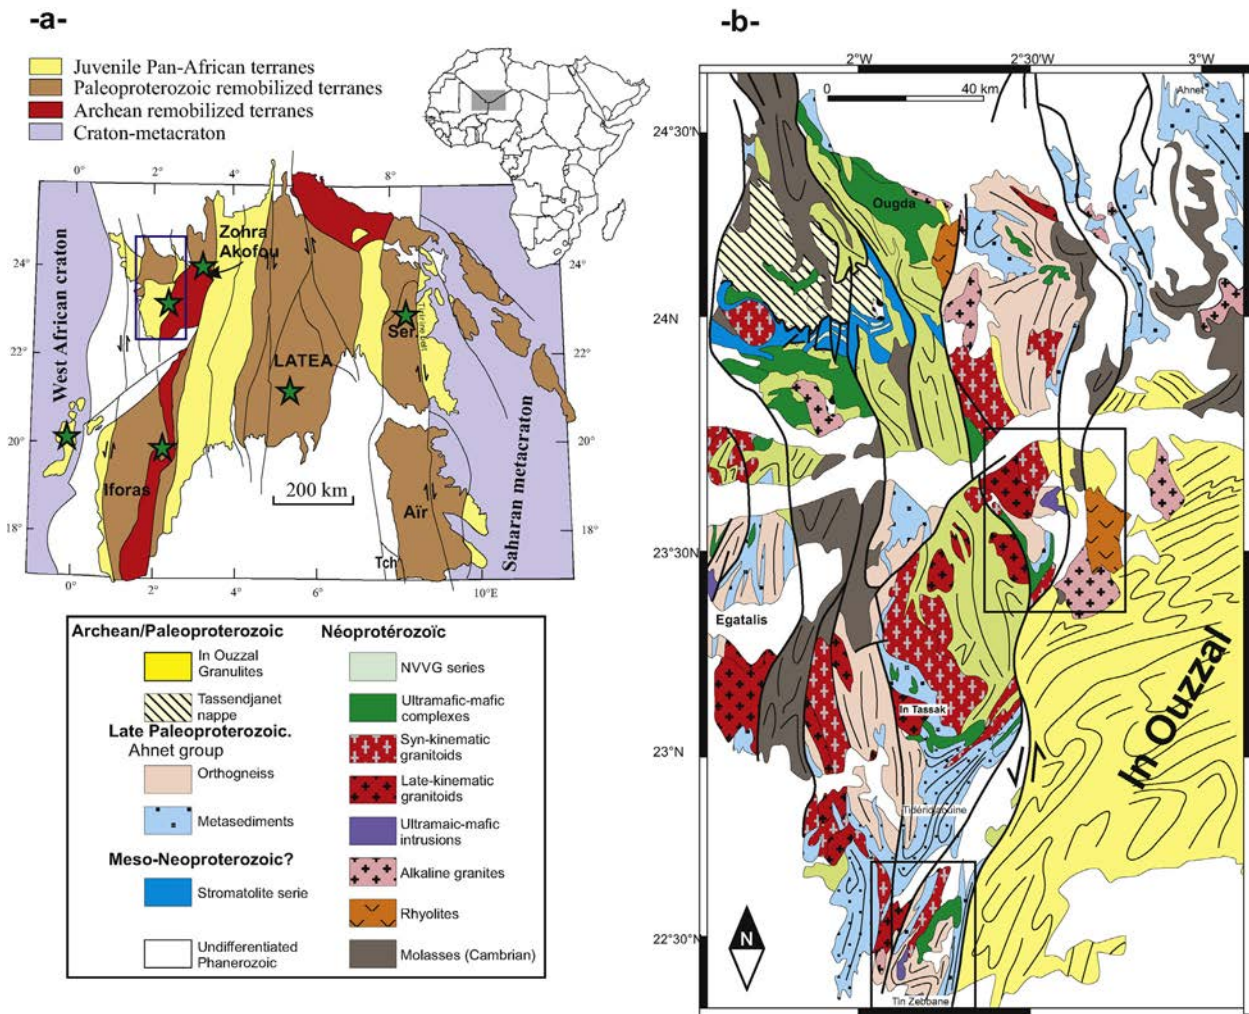 -a-
Juvenile Pan-African terranes
Paleoproterozoic remobilized terranes
Archean remobilized terranes
Craton-metacraton
0°
2°
4°
8°
24°
22°
20°
18°
24°
22°
20°
18°
0°
2°
4°
6°
8°
10°E
West African craton
Zohra
Akofou
LATEA
Ser.
Iforas
Aïr
Tch
200 km
Saharan metacraton
Archean/Paleoproterozoic
In Ouzzal
Granulites
Tassendjanet
nappe
Late Paleoproterozoic.
Ahnet group
Orthogneiss
Metasediments
Meso-Neoproterozoic?
Stromatolite serie
Undifferentiated
Phanerozoic
Néoprotérozoïc
NVVG series
Ultramafic-mafic
complexes
Syn-kinematic
granitoids
Late-kinematic
granitoids
Ultramaic-mafic
intrusions
Alkaline granites
Rhyolites
Molasses (Cambrian)
-b-
2°W
2°30'W
3°W
0
40 km
24°30'N
24°N
23°30'N
23°N
22°30°N
Ahnet
Ougda
Egatalis
In Tassak
In Ouzzal
Tin Zebbane
N